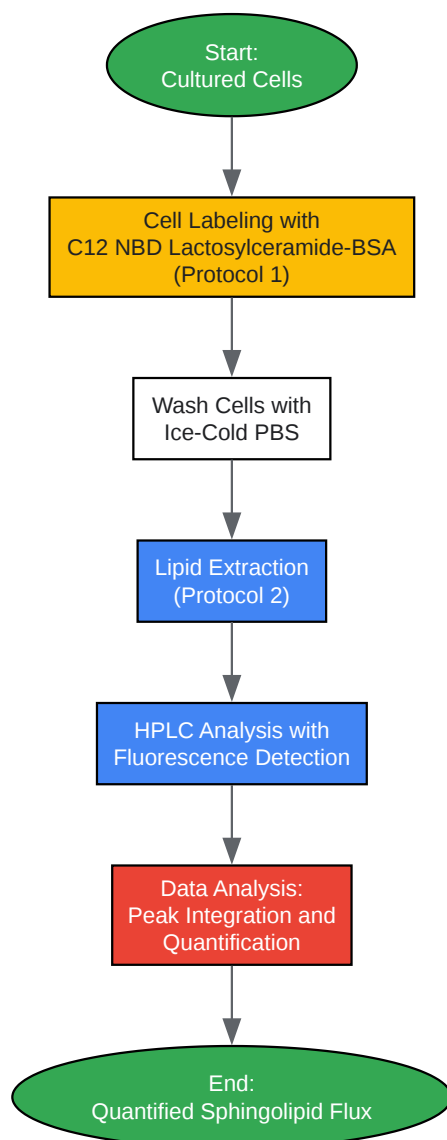 Start:
Cultured Cells
Cell Labeling with
C12 NBD Lactosylceramide-BSA
(Protocol 1)
Wash Cells with
Ice-Cold PBS
Lipid Extraction
(Protocol 2)
HPLC Analysis with
Fluorescence Detection
Data Analysis:
Peak Integration and
Quantification
End:
Quantified Sphingolipid Flux